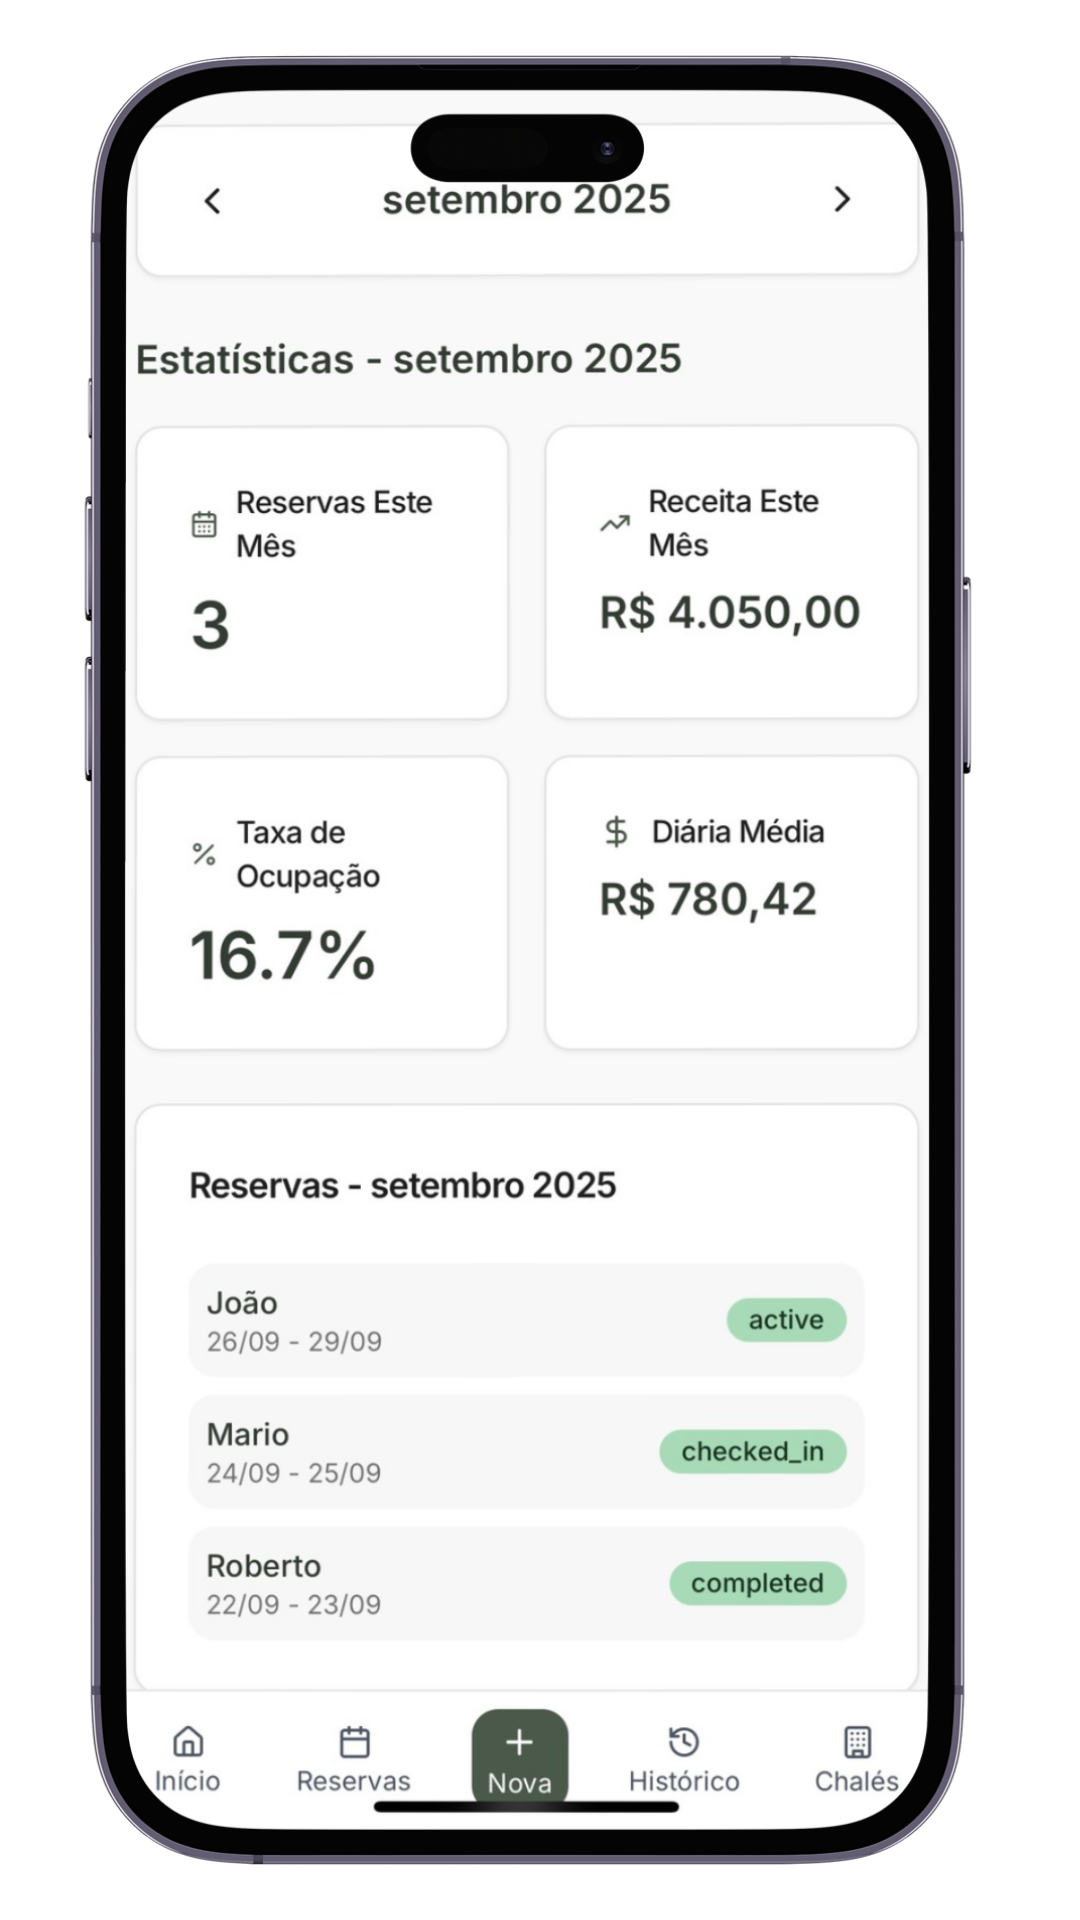 setembro 2025
Estatísticas - setembro 2025
Reservas Este
Mês
3
Receita Este
Mês
R$ 4.050,00
Taxa de
Ocupação
16.7%
Diária Média
R$ 780,42
Reservas - setembro 2025
João
26/09 - 29/09
active
Mario
24/09 - 25/09
checked_in
Roberto
22/09 - 23/09
completed
Início
Reservas
Nova
Histórico
Chalés